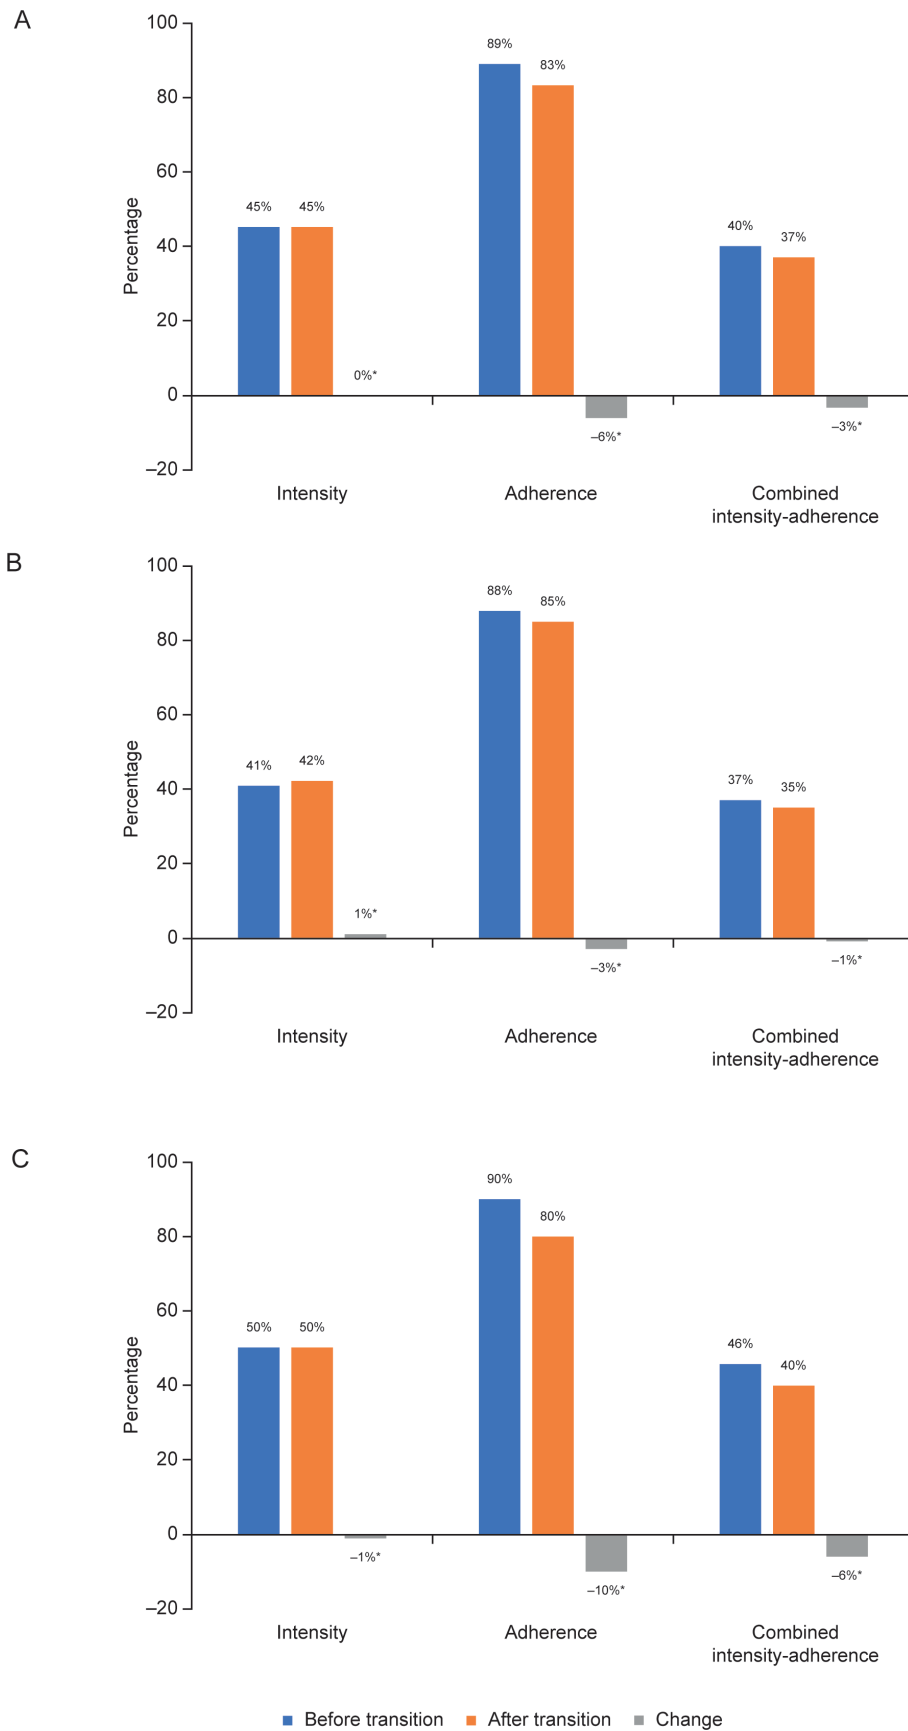 A
100
80
60
40
20
0
–20
Percentage
45%
45%
0%*
89%
83%
–6%*
40%
37%
–3%*
Intensity
Adherence
Combined
intensity-adherence
B
100
80
60
40
20
0
–20
Percentage
41%
42%
1%*
88%
85%
–3%*
37%
35%
–1%*
Intensity
Adherence
Combined
intensity-adherence
C
100
80
60
40
20
0
–20
Percentage
50%
50%
–1%*
90%
80%
–10%*
46%
40%
–6%*
Intensity
Adherence
Combined
intensity-adherence
Before transition
After transition
Change